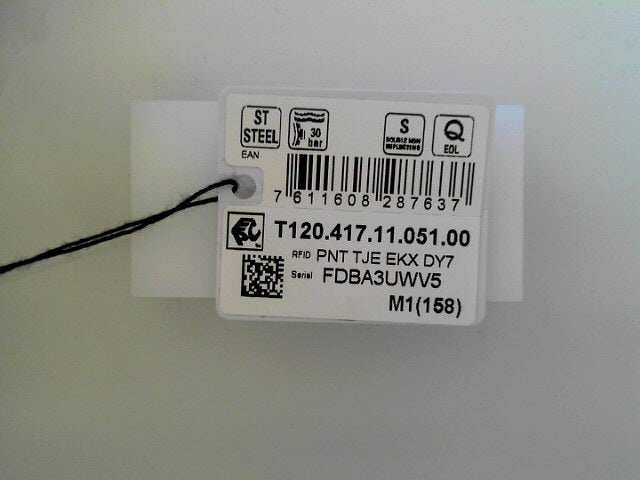 ST
STEEL
30
bar
S
DOUBLE NON
REFLECTING
Q
EOL
EAN
7 611608 287637
T120.417.11.051.00
RFID PNT TJE EKX DY7
Serial FDBA3UWV5
M1(158)